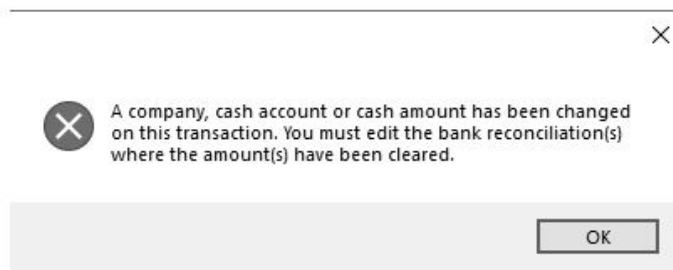 A company, cash account or cash amount has been changed
on this transaction. You must edit the bank reconciliation(s)
where the amount(s) have been cleared.
OK